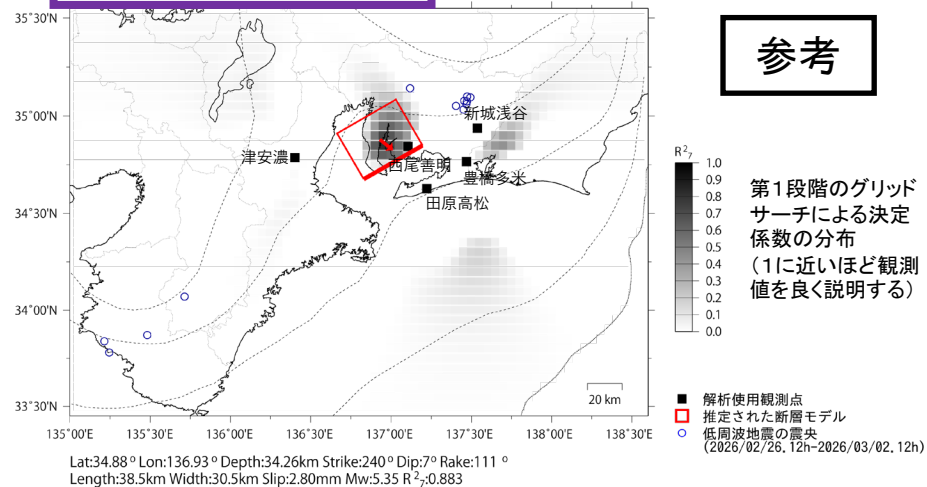 参考
35°30'N
35°00'N
34°30'N
34°00'N
33°30'N
135°00'E
135°30'E
136°00'E
136°30'E
137°00'E
137°30'E
138°00'E
138°30'E
新城浅谷
津安濃
西尾善明
豊橋多米
田原高松
20 km
R²₇
1.0
0.9
0.8
0.7
0.6
0.5
0.4
0.3
0.2
0.1
0.0
第1段階のグリッド
サーチによる決定
係数の分布
(1に近いほど観測
値を良く説明する)
解析使用観測点
推定された断層モデル
低周波地震の震央
(2026/02/26.12h-2026/03/02.12h)
Lat:34.88° Lon:136.93° Depth:34.26km Strike:240° Dip:7° Rake:111 °
Length:38.5km Width:30.5km Slip:2.80mm Mw:5.35 R²₇:0.883